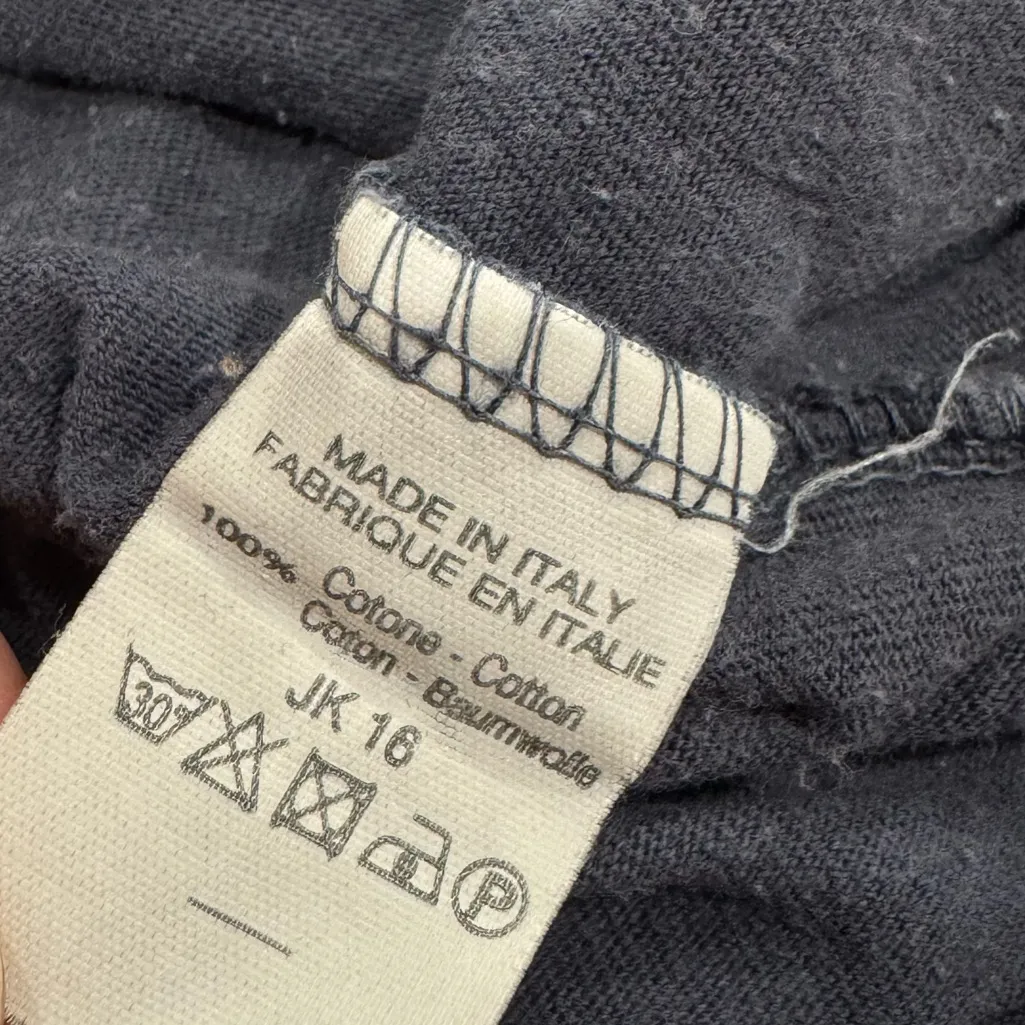 MADE IN ITALY
FABRIQUE EN ITALIE
100% Cotone - Cotton
Coton - Baumwolle
JK 16
30°
P